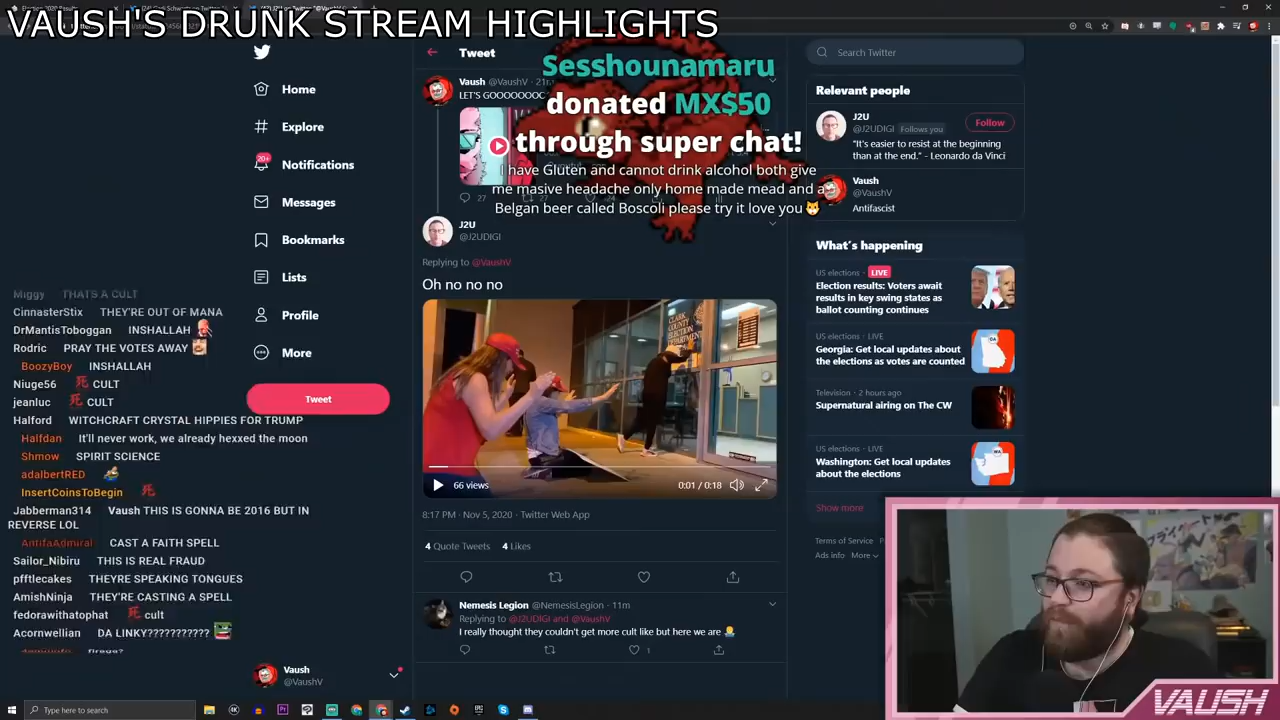 VAUSH'S DRUNK STREAM HIGHLIGHTS
Home
Explore
20+
Notifications
Messages
Bookmarks
Lists
Profile
More
Tweet
Vaush
@VaushV
Tweet
Vaush @VaushV · 21m
LET'S GOOOOOOOC
Sesshounamaru
donated MX$50
through super chat!
I have Gluten and cannot drink alcohol both give
me masive headache only home made mead and a
Belgan beer called Boscoli please try it love you
27
27
J2U
@J2UDIGI
Replying to @VaushV
Oh no no no
CLARK
COUNTY
ELECTION
DEPARTMENT
66 views
0:01 / 0:18
8:17 PM · Nov 5, 2020 · Twitter Web App
4 Quote Tweets 4 Likes
Nemesis Legion @NemesisLegion · 11m
Replying to @J2UDIGI and @VaushV
I really thought they couldn't get more cult like but here we are
1
Search Twitter
Relevant people
J2U
@J2UDIGI Follows you
Follow
"It's easier to resist at the beginning
than at the end." - Leonardo da Vinci
Vaush
@VaushV
Antifascist
What's happening
US elections · LIVE
Election results: Voters await
results in key swing states as
ballot counting continues
US elections · LIVE
Georgia: Get local updates about
the elections as votes are counted
Television · 2 hours ago
Supernatural airing on The CW
US elections · LIVE
Washington: Get local updates
about the elections
Show more
Terms of Service
Ads info More
Miggy THATS A CULT
CinnasterStix THEY'RE OUT OF MANA
DrMantisToboggan INSHALLAH
Rodric PRAY THE VOTES AWAY
BoozyBoy INSHALLAH
Niuge56 死 CULT
jeanluc 死 CULT
Halford WITCHCRAFT CRYSTAL HIPPIES FOR TRUMP
Halfdan It'll never work, we already hexxed the moon
Shmow SPIRIT SCIENCE
adalbertRED
InsertCoinsToBegin 死
Jabberman314 Vaush THIS IS GONNA BE 2016 BUT IN
REVERSE LOL
AntifaAdmiral CAST A FAITH SPELL
Sailor_Nibiru THIS IS REAL FRAUD
pfftlecakes THEYRE SPEAKING TONGUES
AmishNinja THEY'RE CASTING A SPELL
fedorawithatophat 死 cult
Acornwellian DA LINKY???????????
Type here to search
VAUSH